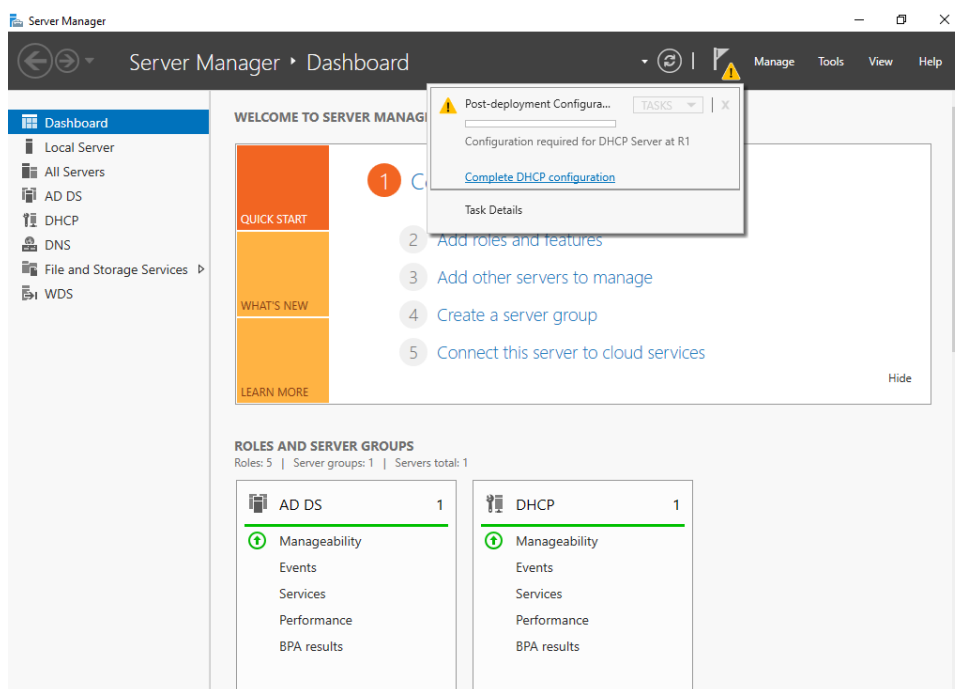 Server Manager
Server Manager • Dashboard
Manage Tools View Help
Post-deployment Configura... TASKS X
Configuration required for DHCP Server at R1
Complete DHCP configuration
Task Details
Dashboard
Local Server
All Servers
AD DS
DHCP
DNS
File and Storage Services
WDS
WELCOME TO SERVER MANAG
QUICK START
WHAT'S NEW
LEARN MORE
1 C
2 Add roles and features
3 Add other servers to manage
4 Create a server group
5 Connect this server to cloud services
Hide
ROLES AND SERVER GROUPS
Roles: 5 | Server groups: 1 | Servers total: 1
AD DS 1
Manageability
Events
Services
Performance
BPA results
DHCP 1
Manageability
Events
Services
Performance
BPA results